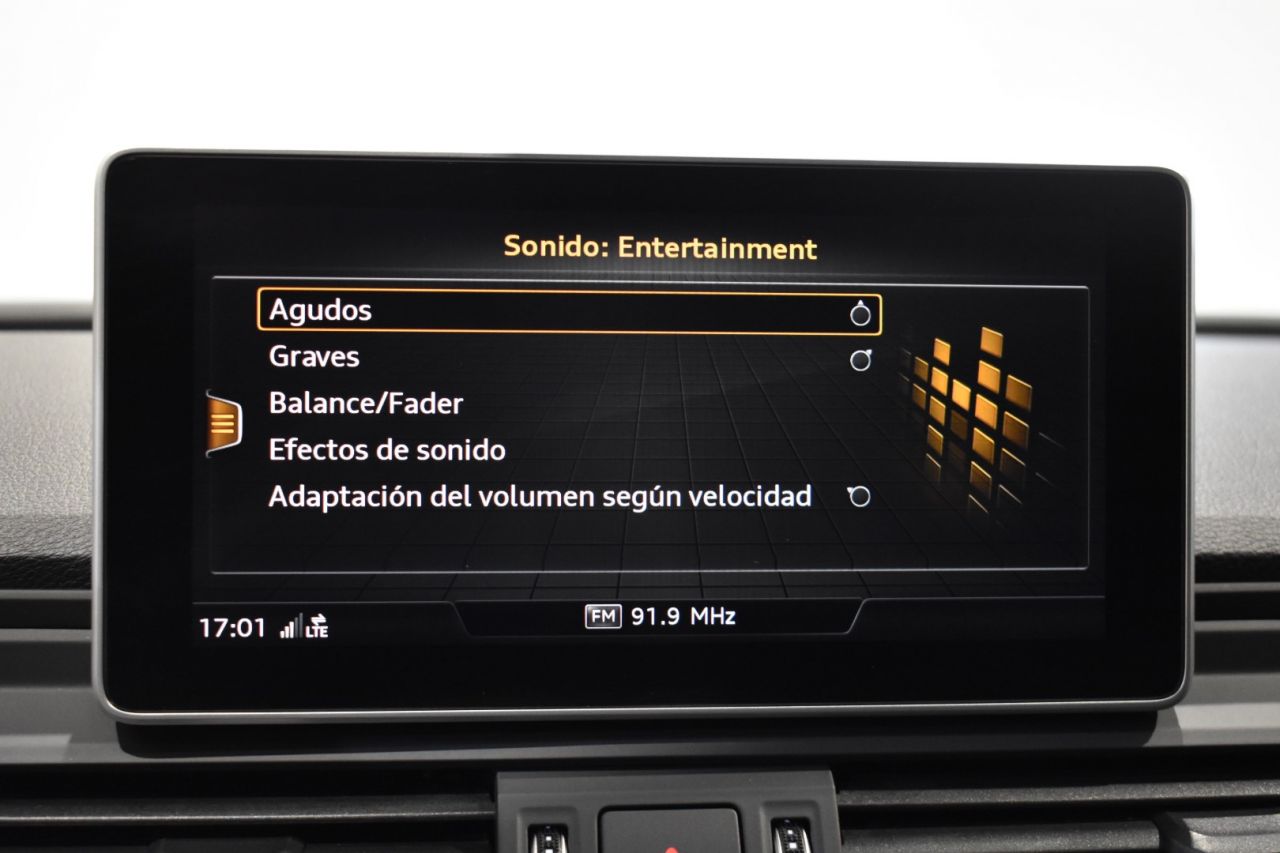 Sonido: Entertainment
Agudos
Graves
Balance/Fader
Efectos de sonido
Adaptación del volumen según velocidad
17:01 LTE
FM 91.9 MHz